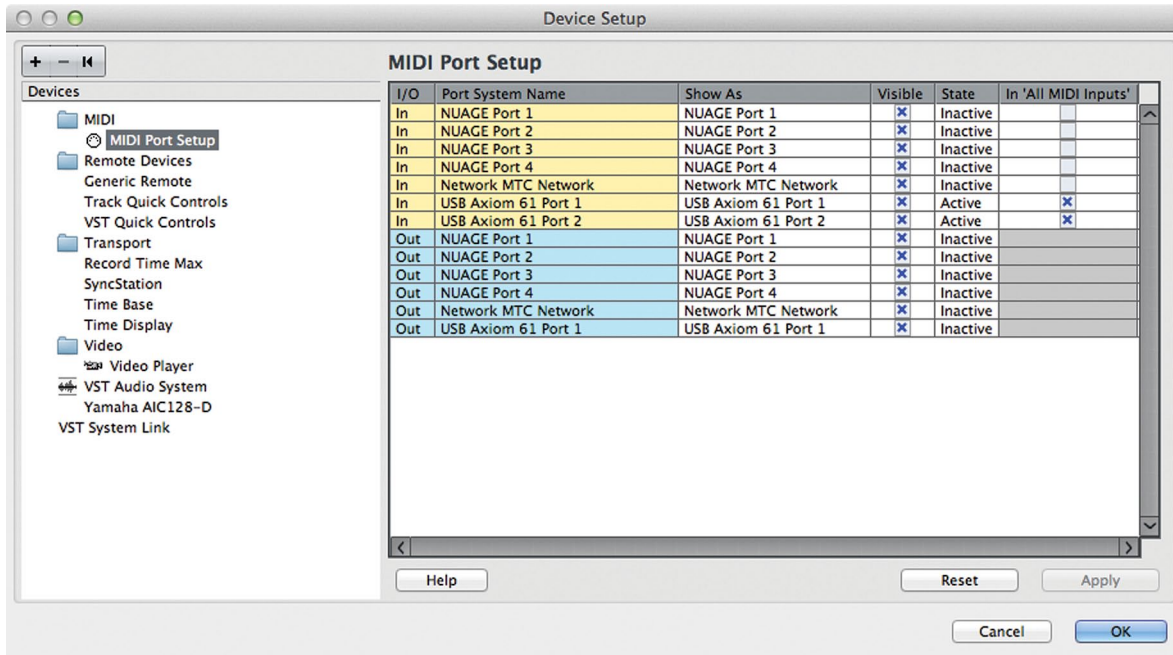 Device Setup
+ −
Devices
MIDI
MIDI Port Setup
Remote Devices
Generic Remote
Track Quick Controls
VST Quick Controls
Transport
Record Time Max
SyncStation
Time Base
Time Display
Video
Video Player
VST Audio System
Yamaha AIC128-D
VST System Link
MIDI Port Setup
I/O Port System Name Show As Visible State In 'All MIDI Inputs'
In NUAGE Port 1 NUAGE Port 1 Inactive
In NUAGE Port 2 NUAGE Port 2 Inactive
In NUAGE Port 3 NUAGE Port 3 Inactive
In NUAGE Port 4 NUAGE Port 4 Inactive
In Network MTC Network Network MTC Network Inactive
In USB Axiom 61 Port 1 USB Axiom 61 Port 1 Active
In USB Axiom 61 Port 2 USB Axiom 61 Port 2 Active
Out NUAGE Port 1 NUAGE Port 1 Inactive
Out NUAGE Port 2 NUAGE Port 2 Inactive
Out NUAGE Port 3 NUAGE Port 3 Inactive
Out NUAGE Port 4 NUAGE Port 4 Inactive
Out Network MTC Network Network MTC Network Inactive
Out USB Axiom 61 Port 1 USB Axiom 61 Port 1 Inactive
Help Reset Apply
Cancel OK